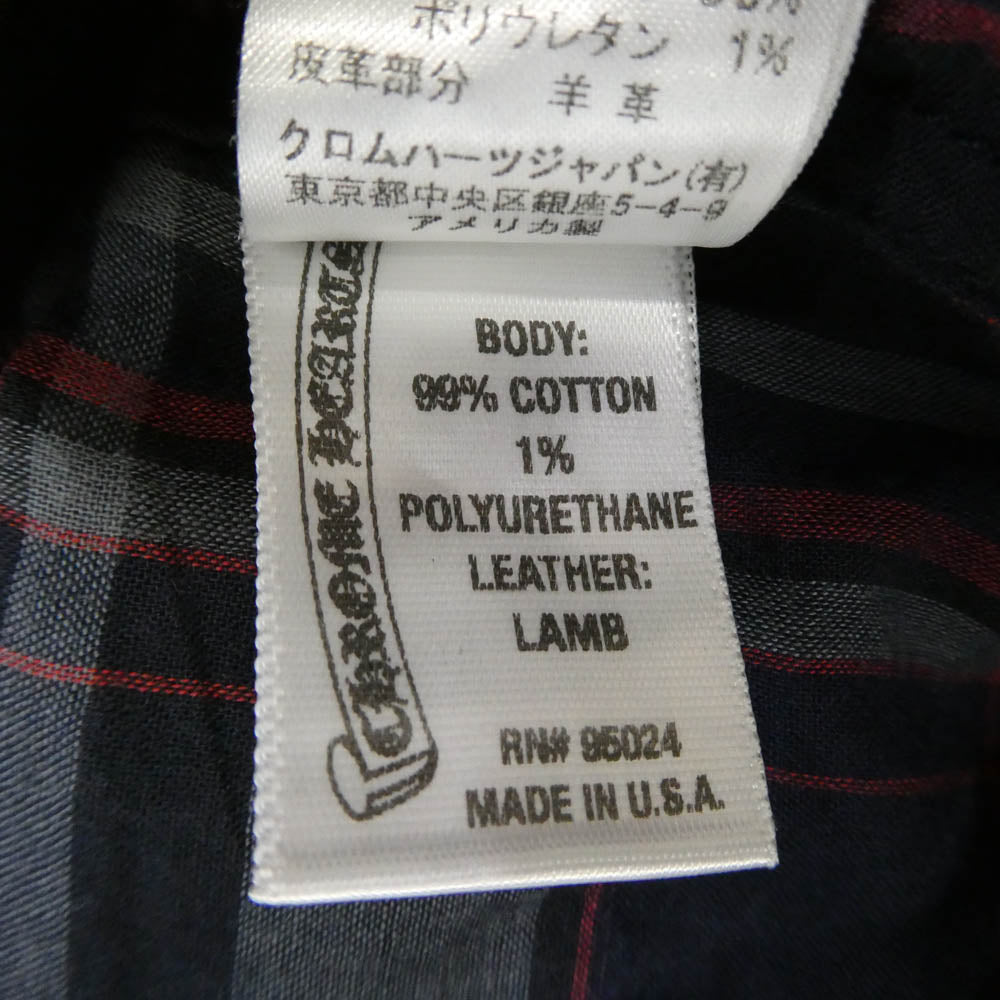 ポリウレタン 1%
皮革部分 羊革
クロムハーツジャパン(有)
東京都中央区銀座5-4-9
アメリカ製
CHROME HEARTS
BODY:
99% COTTON
1%
POLYURETHANE
LEATHER:
LAMB
RN# 95024
MADE IN U.S.A.